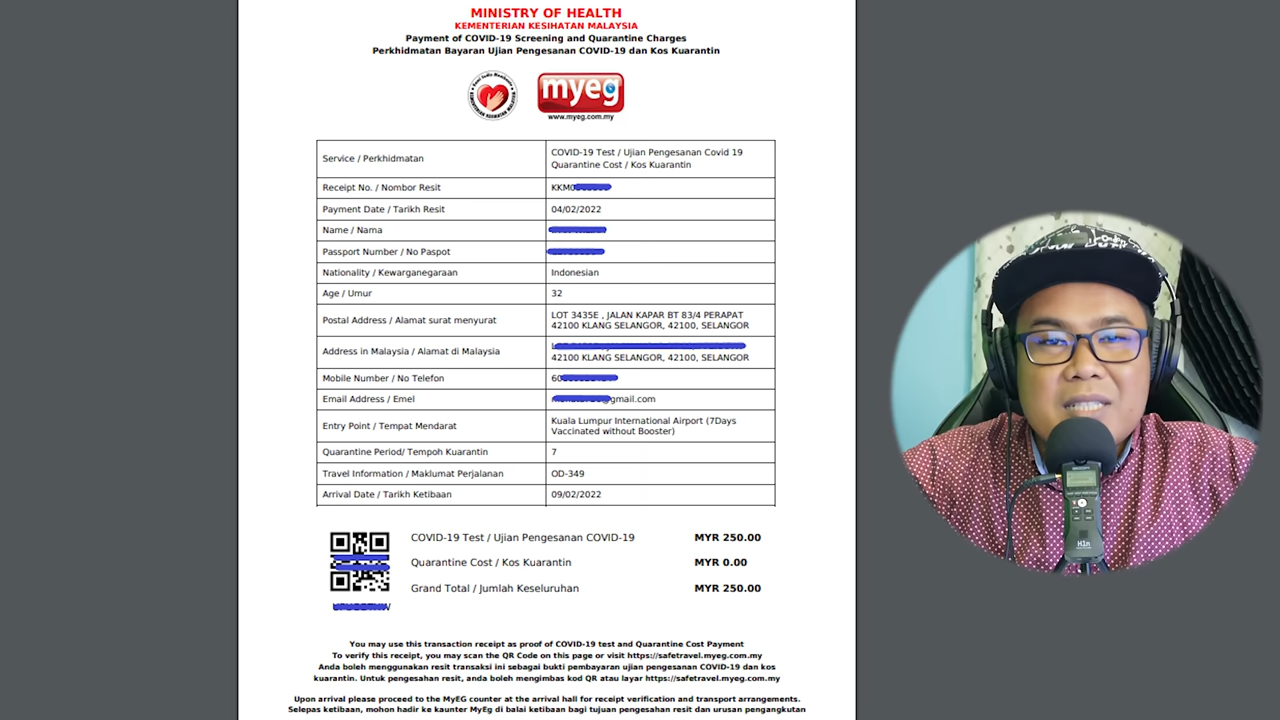 MINISTRY OF HEALTH
KEMENTERIAN KESIHATAN MALAYSIA
Payment of COVID-19 Screening and Quarantine Charges
Perkhidmatan Bayaran Ujian Pengesanan COVID-19 dan Kos Kuarantin
myeg
www.myeg.com.my
Service / Perkhidmatan
COVID-19 Test / Ujian Pengesanan Covid 19
Quarantine Cost / Kos Kuarantin
Receipt No. / Nombor Resit
KKM0
Payment Date / Tarikh Resit
04/02/2022
Name / Nama
Passport Number / No Paspot
Nationality / Kewarganegaraan
Indonesian
Age / Umur
32
Postal Address / Alamat surat menyurat
LOT 3435E , JALAN KAPAR BT 83/4 PERAPAT
42100 KLANG SELANGOR, 42100, SELANGOR
Address in Malaysia / Alamat di Malaysia
42100 KLANG SELANGOR, 42100, SELANGOR
Mobile Number / No Telefon
60
Email Address / Emel
gmail.com
Entry Point / Tempat Mendarat
Kuala Lumpur International Airport (7Days
Vaccinated without Booster)
Quarantine Period/ Tempoh Kuarantin
7
Travel Information / Maklumat Perjalanan
OD-349
Arrival Date / Tarikh Ketibaan
09/02/2022
COVID-19 Test / Ujian Pengesanan COVID-19 MYR 250.00
Quarantine Cost / Kos Kuarantin MYR 0.00
Grand Total / Jumlah Keseluruhan MYR 250.00
You may use this transaction receipt as proof of COVID-19 test and Quarantine Cost Payment
To verify this receipt, you may scan the QR Code on this page or visit https://safetravel.myeg.com.my
Anda boleh menggunakan resit transaksi ini sebagai bukti pembayaran ujian pengesanan COVID-19 dan kos
kuarantin. Untuk pengesahan resit, anda boleh mengimbas kod QR atau layar https://safetravel.myeg.com.my
Upon arrival please proceed to the MyEG counter at the arrival hall for receipt verification and transport arrangements.
Selepas ketibaan, mohon hadir ke kaunter MyEg di balai ketibaan bagi tujuan pengesahan resit dan urusan pengangkutan
H1n